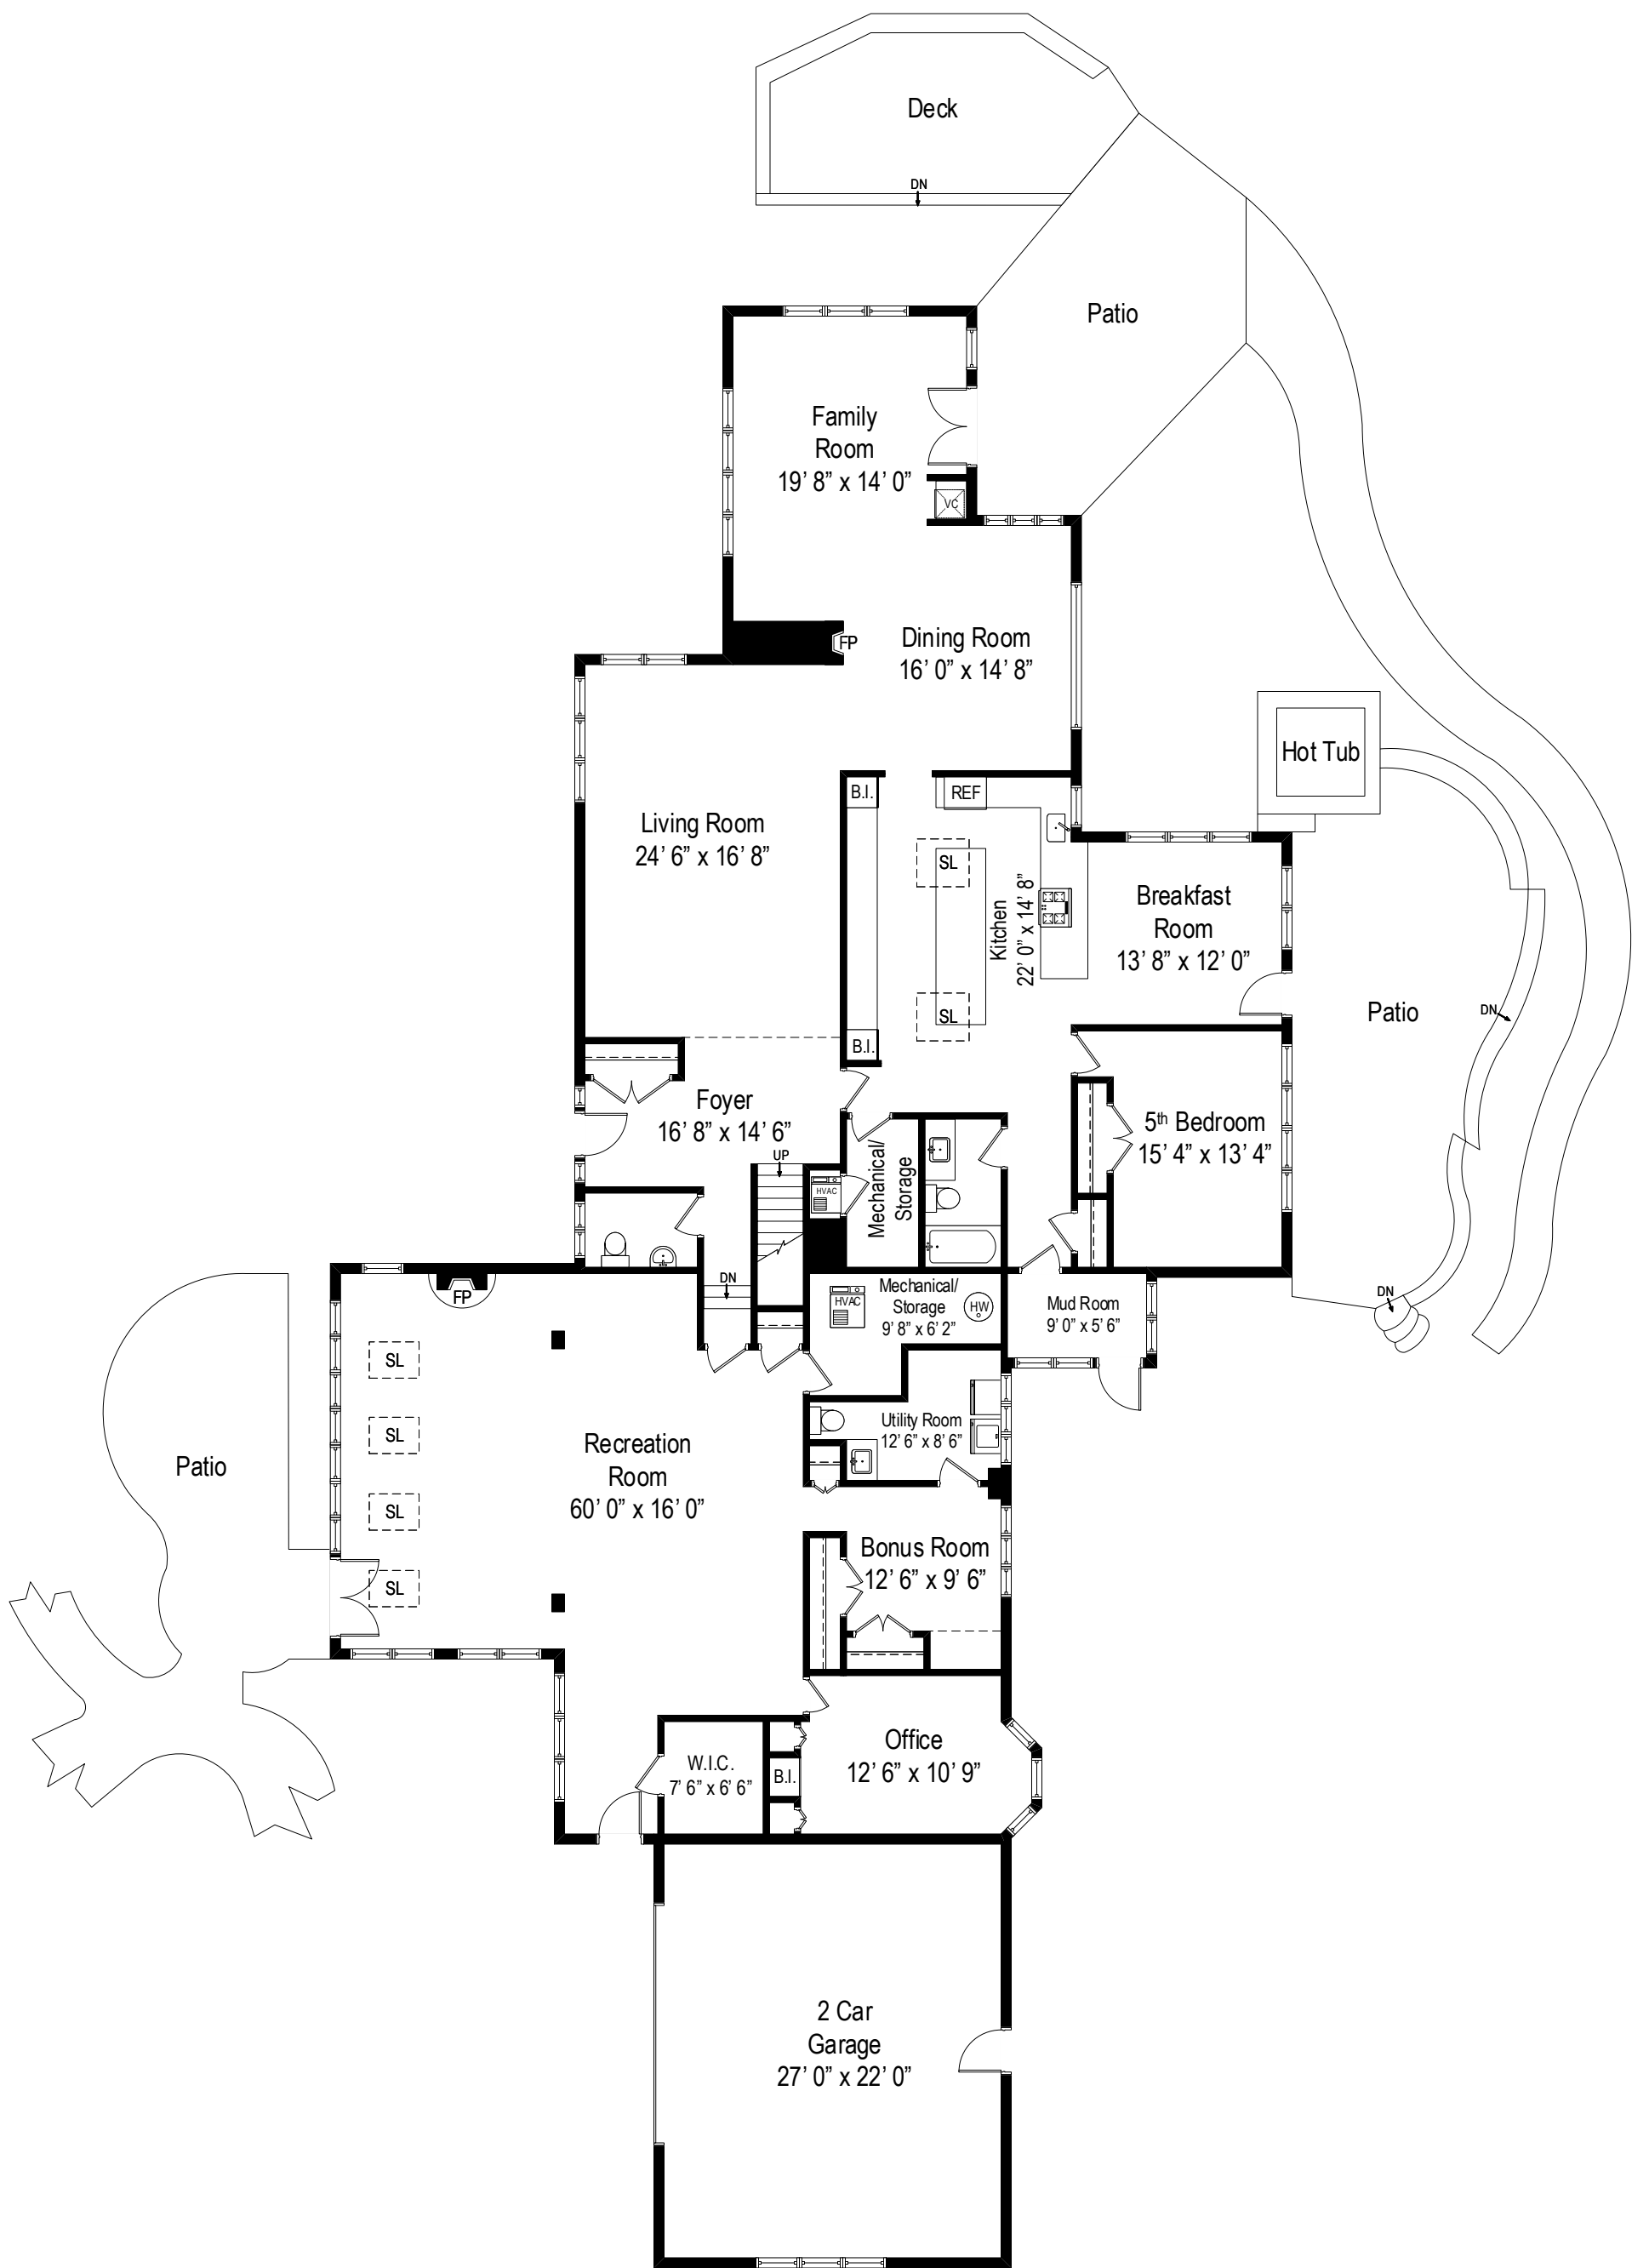 Deck
DN
Patio
Family
Room
19’ 8” x 14’ 0”
VC
FP
Dining Room
16’ 0” x 14’ 8”
Hot Tub
B.I.
REF
Living Room
24’ 6” x 16’ 8”
SL
Kitchen
22’ 0” x 14’ 8”
Breakfast
Room
13’ 8” x 12’ 0”
SL
B.I.
Patio
DN
Foyer
16’ 8” x 14’ 6”
5th Bedroom
15’ 4” x 13’ 4”
UP
HVAC
Mechanical/
Storage
DN
FP
Mechanical/
Storage
9’ 8” x 6’ 2”
HVAC
HW
Mud Room
9’ 0” x 5’ 6”
DN
SL
SL
SL
SL
Patio
Recreation
Room
60’ 0” x 16’ 0”
Utility Room
12’ 6” x 8’ 6”
Bonus Room
12’ 6” x 9’ 6”
W.I.C.
7’ 6” x 6’ 6”
B.I.
Office
12’ 6” x 10’ 9”
2 Car
Garage
27’ 0” x 22’ 0”